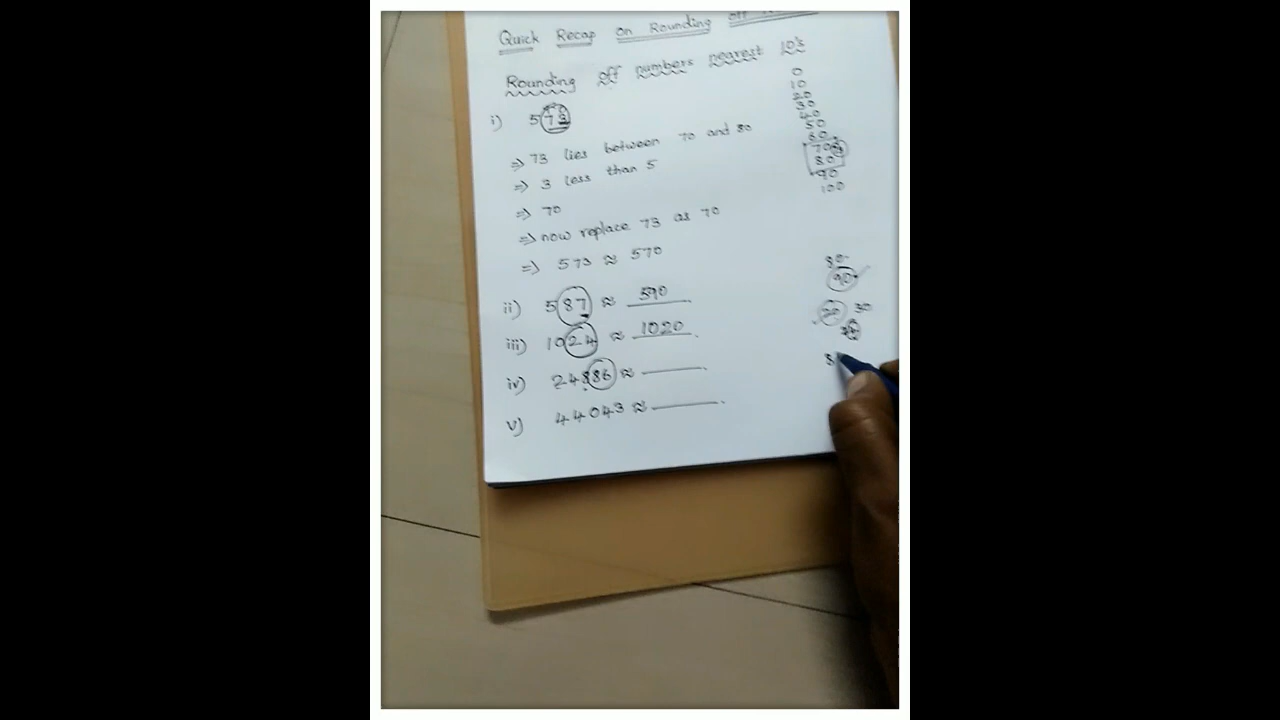 Quick Recap on Rounding off
Rounding off numbers nearest 10's
0
10
20
30
40
50
60
70
80
90
100
i) 573
⇒ 73 lies between 70 and 80
⇒ 3 less than 5
⇒ 70
⇒ now replace 73 as 70
⇒ 573 ≈ 570
80
90
ii) 587 ≈ 590
20 30
iii) 1024 ≈ 1020
iv) 24886 ≈
8
v) 44043 ≈